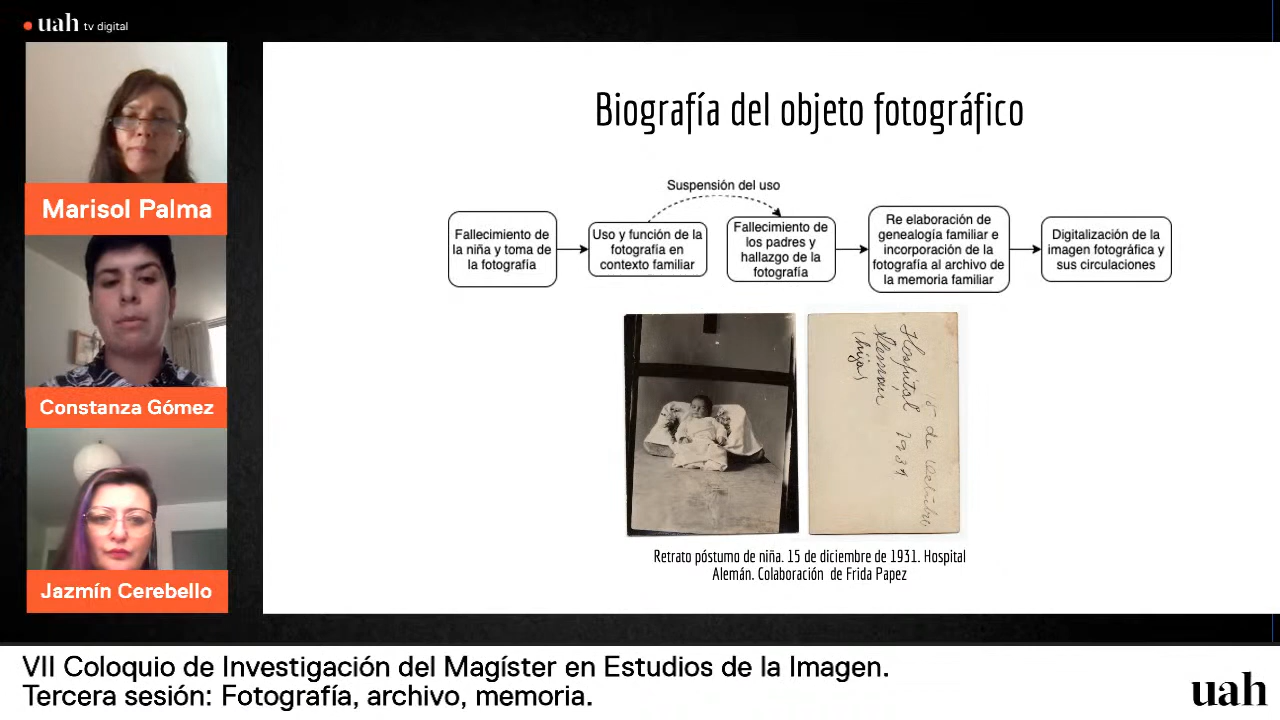 uah tv digital
Marisol Palma
Constanza Gómez
Jazmín Cerebello
Biografía del objeto fotográfico
Suspensión del uso
Fallecimiento de
la niña y toma de
la fotografía
Uso y función de la
fotografía en
contexto familiar
Fallecimiento de
los padres y
hallazgo de la
fotografía
Re elaboración de
genealogía familiar e
incorporación de la
fotografía al archivo de
la memoria familiar
Digitalización de la
imagen fotográfica y
sus circulaciones
15 de
Hospital 1931
(hija)
Retrato póstumo de niña. 15 de diciembre de 1931. Hospital
Alemán. Colaboración de Frida Papez
VII Coloquio de Investigación del Magíster en Estudios de la Imagen.
Tercera sesión: Fotografía, archivo, memoria.
uah